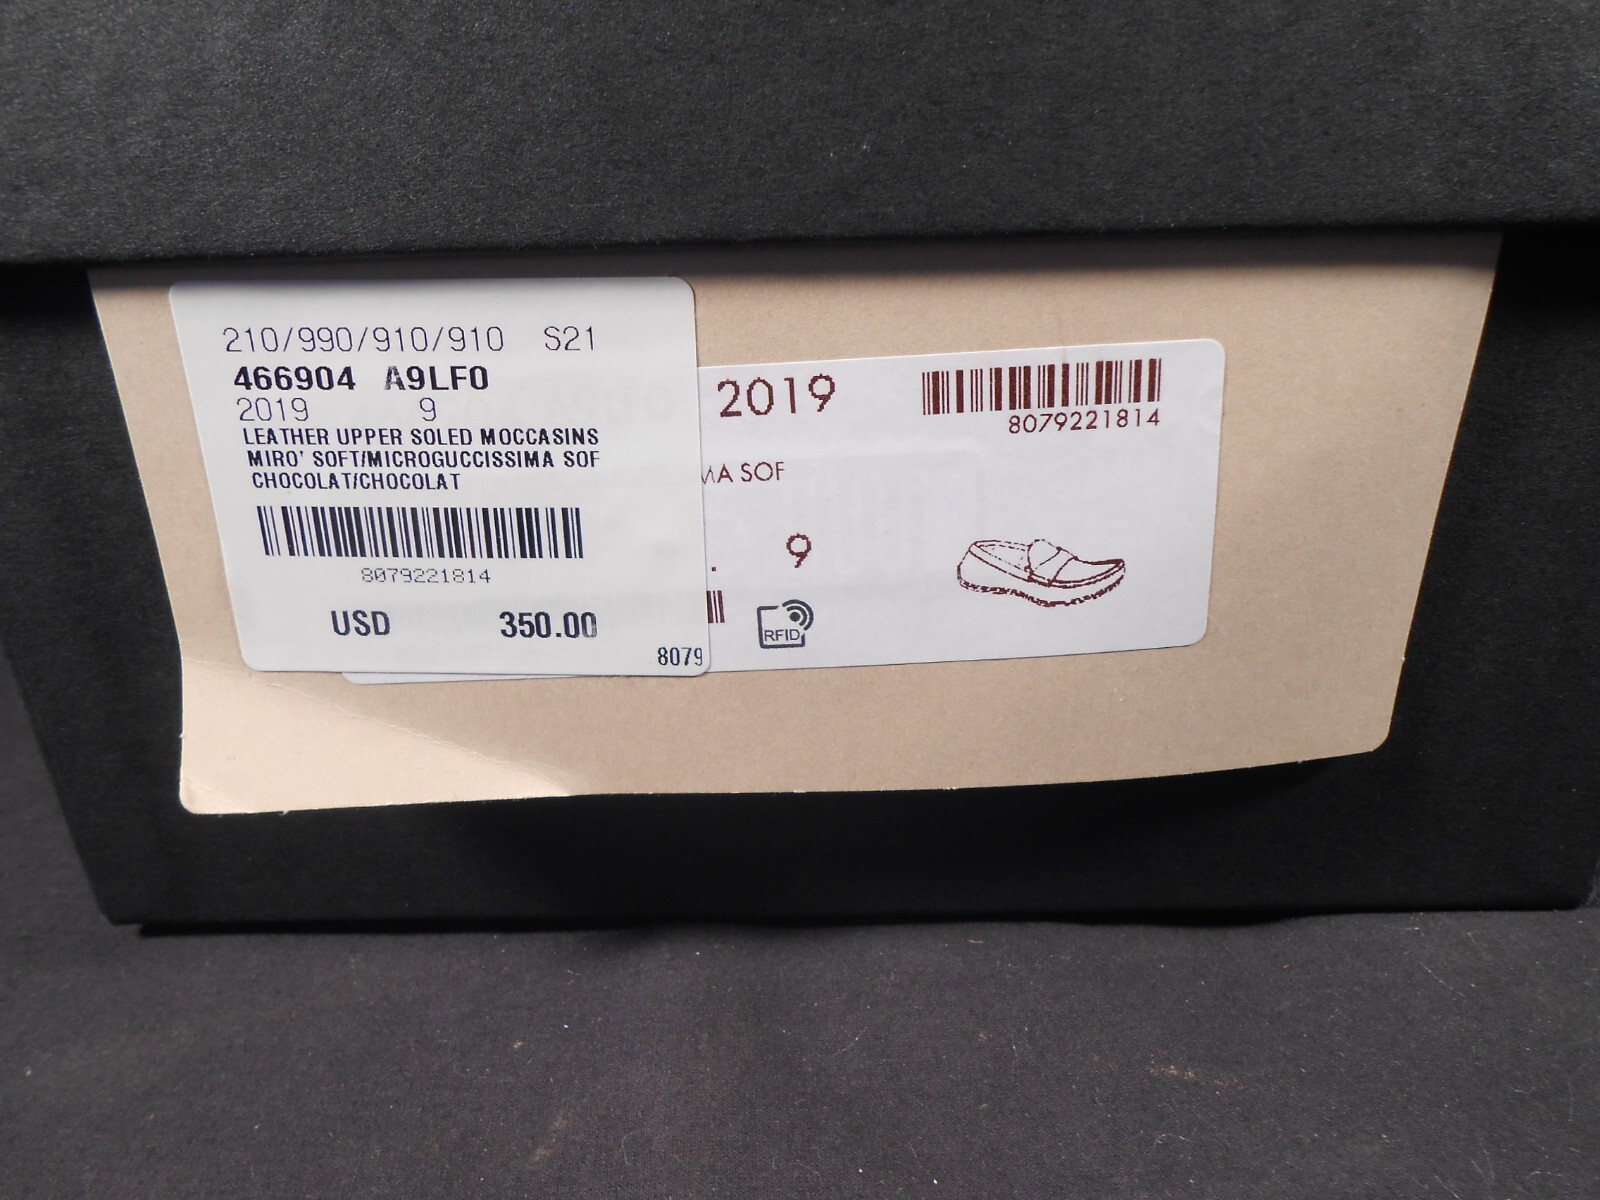 210/990/910/910 S21
466904 A9LF0
2019 9
LEATHER UPPER SOLED MOCCASINS
MIRO' SOFT/MICROGUCCISSIMA SOF
CHOCOLAT/CHOCOLAT
8079221814
USD 350.00
8079
2019
8079221814
MA SOF
. 9
RFID